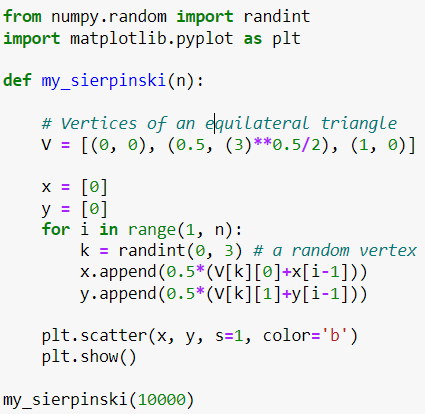 from numpy.random import randint
import matplotlib.pyplot as plt

def my_sierpinski(n):

    # Vertices of an equilateral triangle
    V = [(0, 0), (0.5, (3)**0.5/2), (1, 0)]

    x = [0]
    y = [0]
    for i in range(1, n):
        k = randint(0, 3) # a random vertex
        x.append(0.5*(V[k][0]+x[i-1]))
        y.append(0.5*(V[k][1]+y[i-1]))

    plt.scatter(x, y, s=1, color='b')
    plt.show()

my_sierpinski(10000)